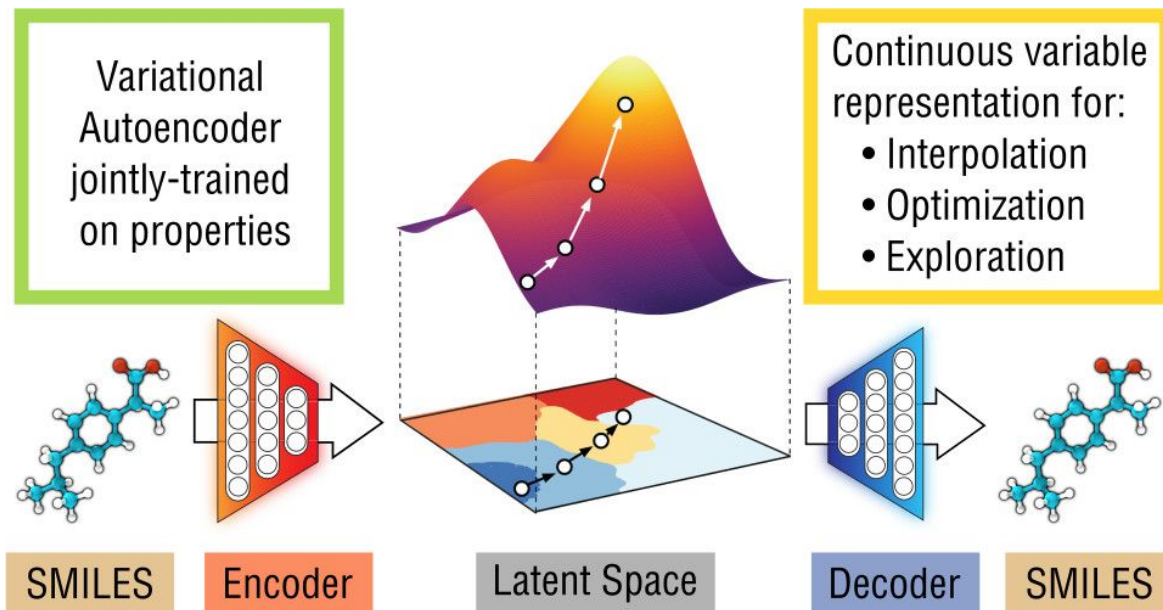 Variational
Autoencoder
jointly-trained
on properties
Continuous variable
representation for:
• Interpolation
• Optimization
• Exploration
SMILES
Encoder
Latent Space
Decoder
SMILES